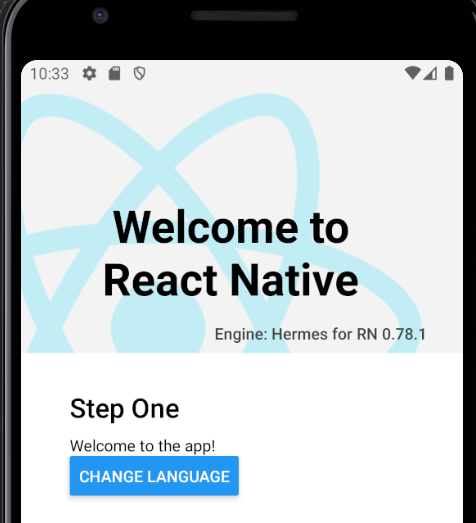 10:33
Welcome to
React Native
Engine: Hermes for RN 0.78.1
Step One
Welcome to the app!
CHANGE LANGUAGE